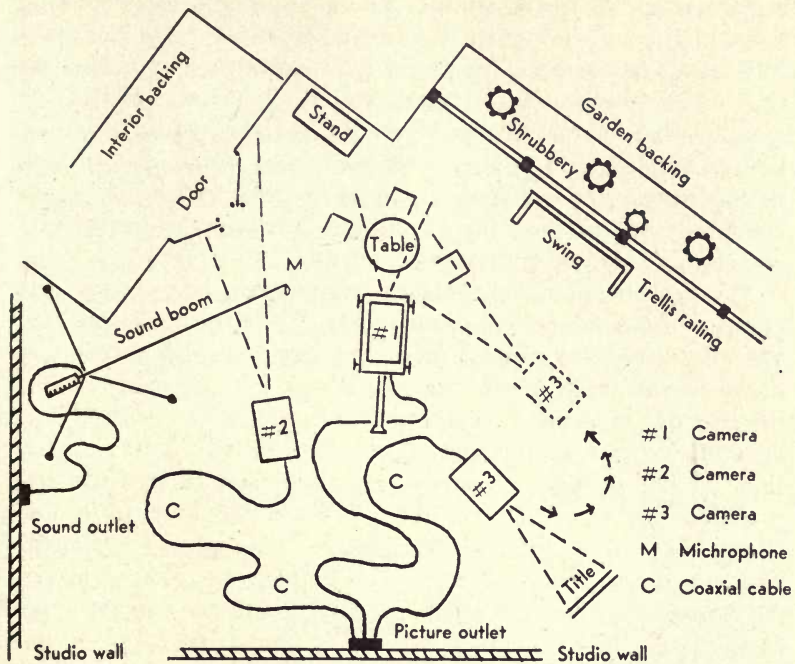 Interior backing
Stand
Garden backing
Shrubbery
Door
Table
Swing
M
Trellis railing
Sound boom
#1
#3
#2
#3
#1 Camera
#2 Camera
#3 Camera
M Michrophone
C Coaxial cable
C
C
C
Sound outlet
Title
Picture outlet
Studio wall
Studio wall